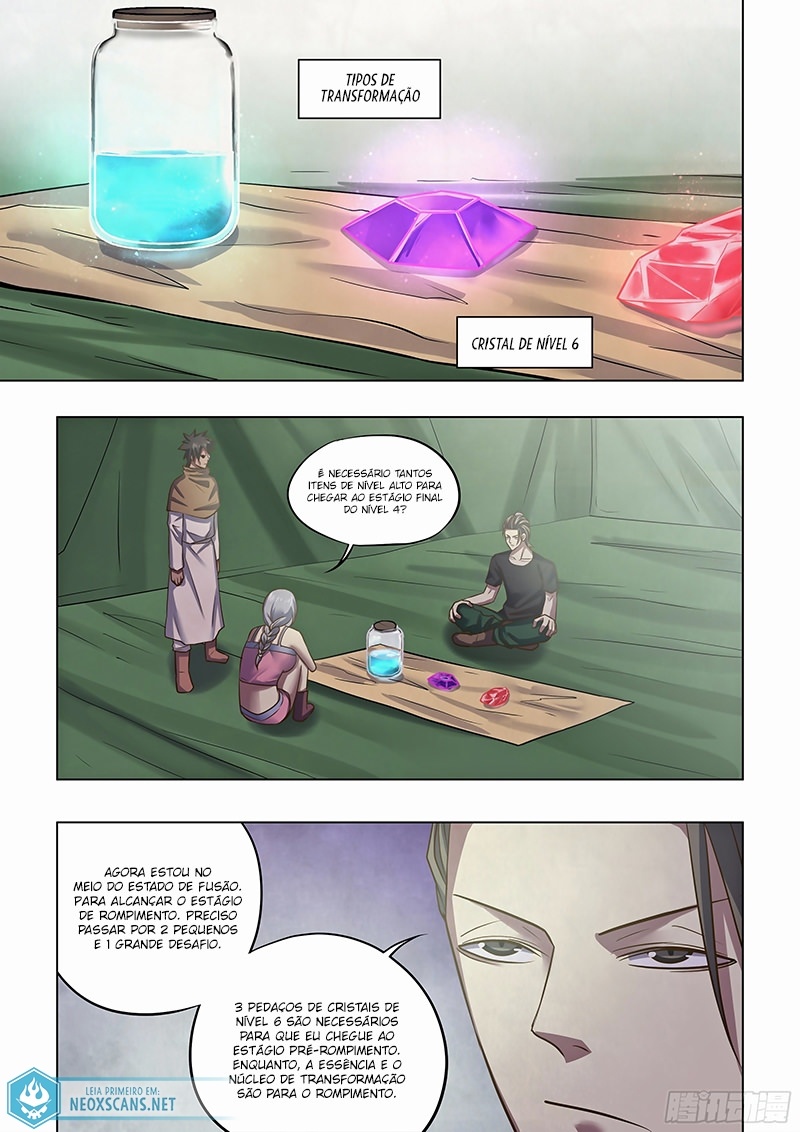 TIPOS DE
TRANSFORMAÇÃO
CRISTAL DE NÍVEL 6
É NECESSÁRIO TANTOS
ITENS DE NÍVEL ALTO PARA
CHEGAR AO ESTÁGIO FINAL
DO NÍVEL 4?
AGORA ESTOU NO
MEIO DO ESTADO DE FUSÃO.
PARA ALCANÇAR O ESTÁGIO
DE ROMPIMENTO. PRECISO
PASSAR POR 2 PEQUENOS
E 1 GRANDE DESAFIO.
3 PEDAÇOS DE CRISTAIS DE
NÍVEL 6 SÃO NECESSÁRIOS
PARA QUE EU CHEGUE AO
ESTÁGIO PRÉ-ROMPIMENTO.
ENQUANTO, A ESSÊNCIA E O
NÚCLEO DE TRANSFORMAÇÃO
SÃO PARA O ROMPIMENTO.
LEIA PRIMEIRO EM:
NEOXSCANS.NET
腾讯动漫